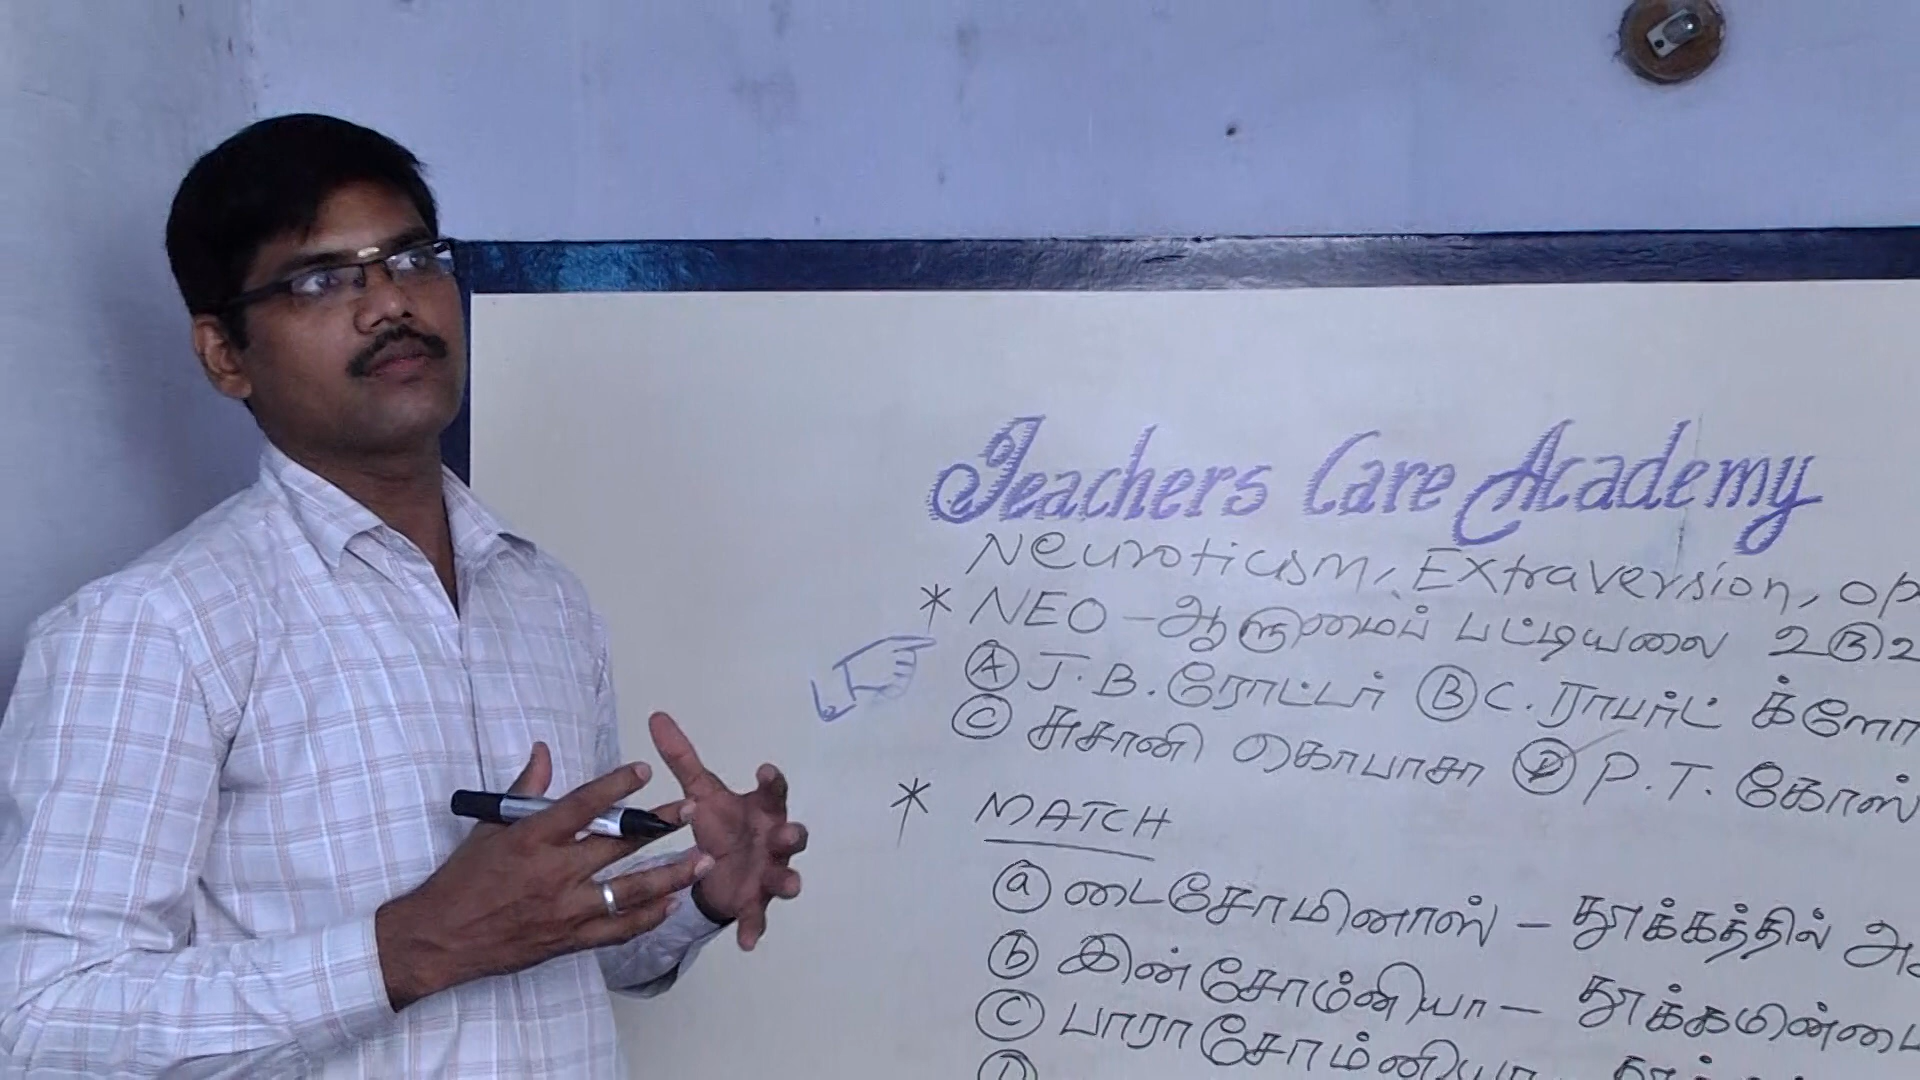 Teachers Care Academy
Neuroticism, Extraversion, op
* NEO – ஆளுமைப் பட்டியலை உரு
Ⓐ J.B. ரோட்டர் Ⓑ C. ராபர்ட் க்ளோ
Ⓒ சுசானி கொபாசா Ⓓ P.T. கோஸ்
* MATCH
ⓐ டைசோமினாஸ் – தூக்கத்தில் அ
ⓑ இன்சோம்னியா – தூக்கமின்மை
ⓒ பாராசோம்னியா –